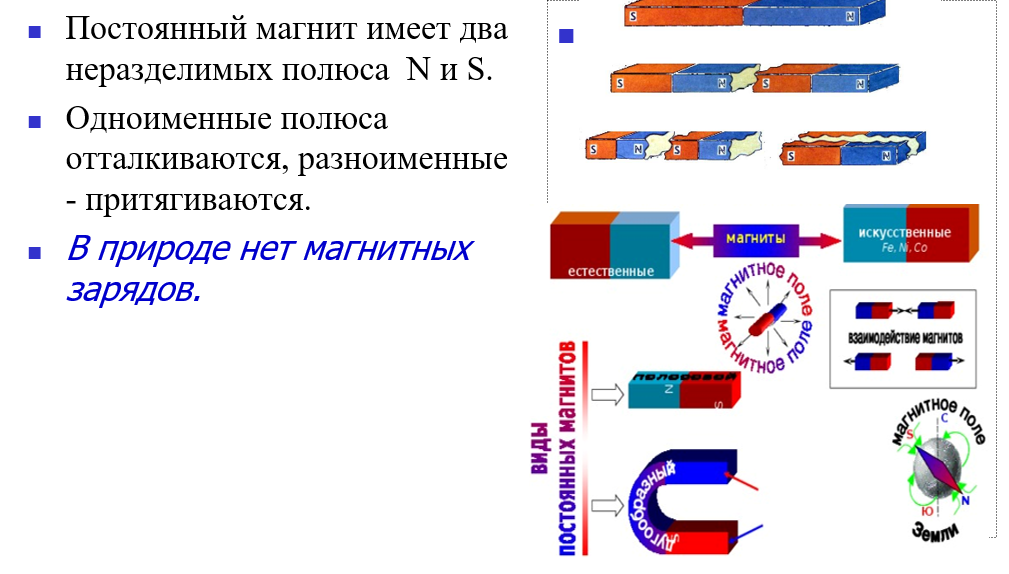 Постоянный магнит имеет два
неразделимых полюса N и S.
Одноименные полюса
отталкиваются, разноименные
- притягиваются.
В природе нет магнитных
зарядов.
S N
S N S N
S N S N S N
естественные
магниты
искусственные
Fe, Ni, Co
магнитное поле
магнитное поле
взаимодействие магнитов
ВИДЫ
ПОСТОЯННЫХ МАГНИТОВ
полосовой
N S
дугообразный
S
магнитное поле
С
S
N
Ю
Земли